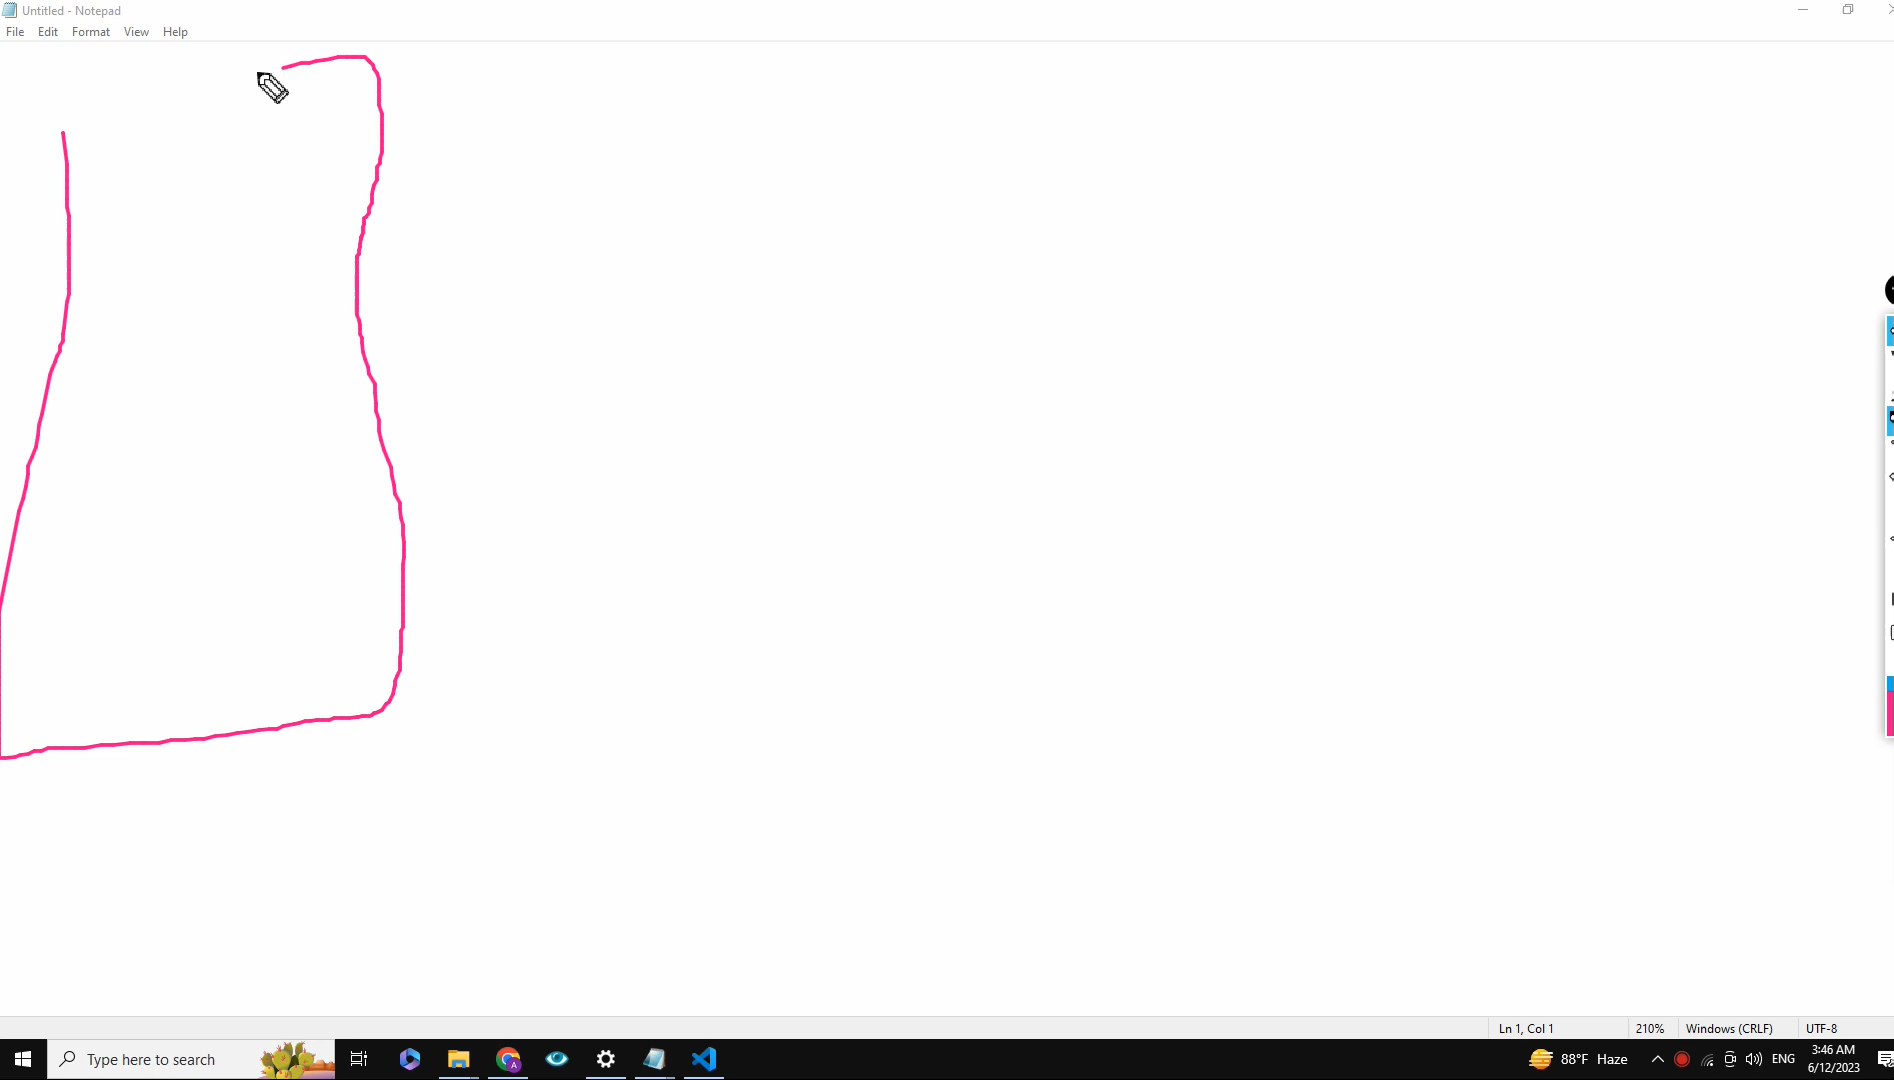 Untitled - Notepad
File Edit Format View Help
Ln 1, Col 1 210% Windows (CRLF) UTF-8
Type here to search
A
88°F Haze
ENG
3:46 AM
6/12/2023